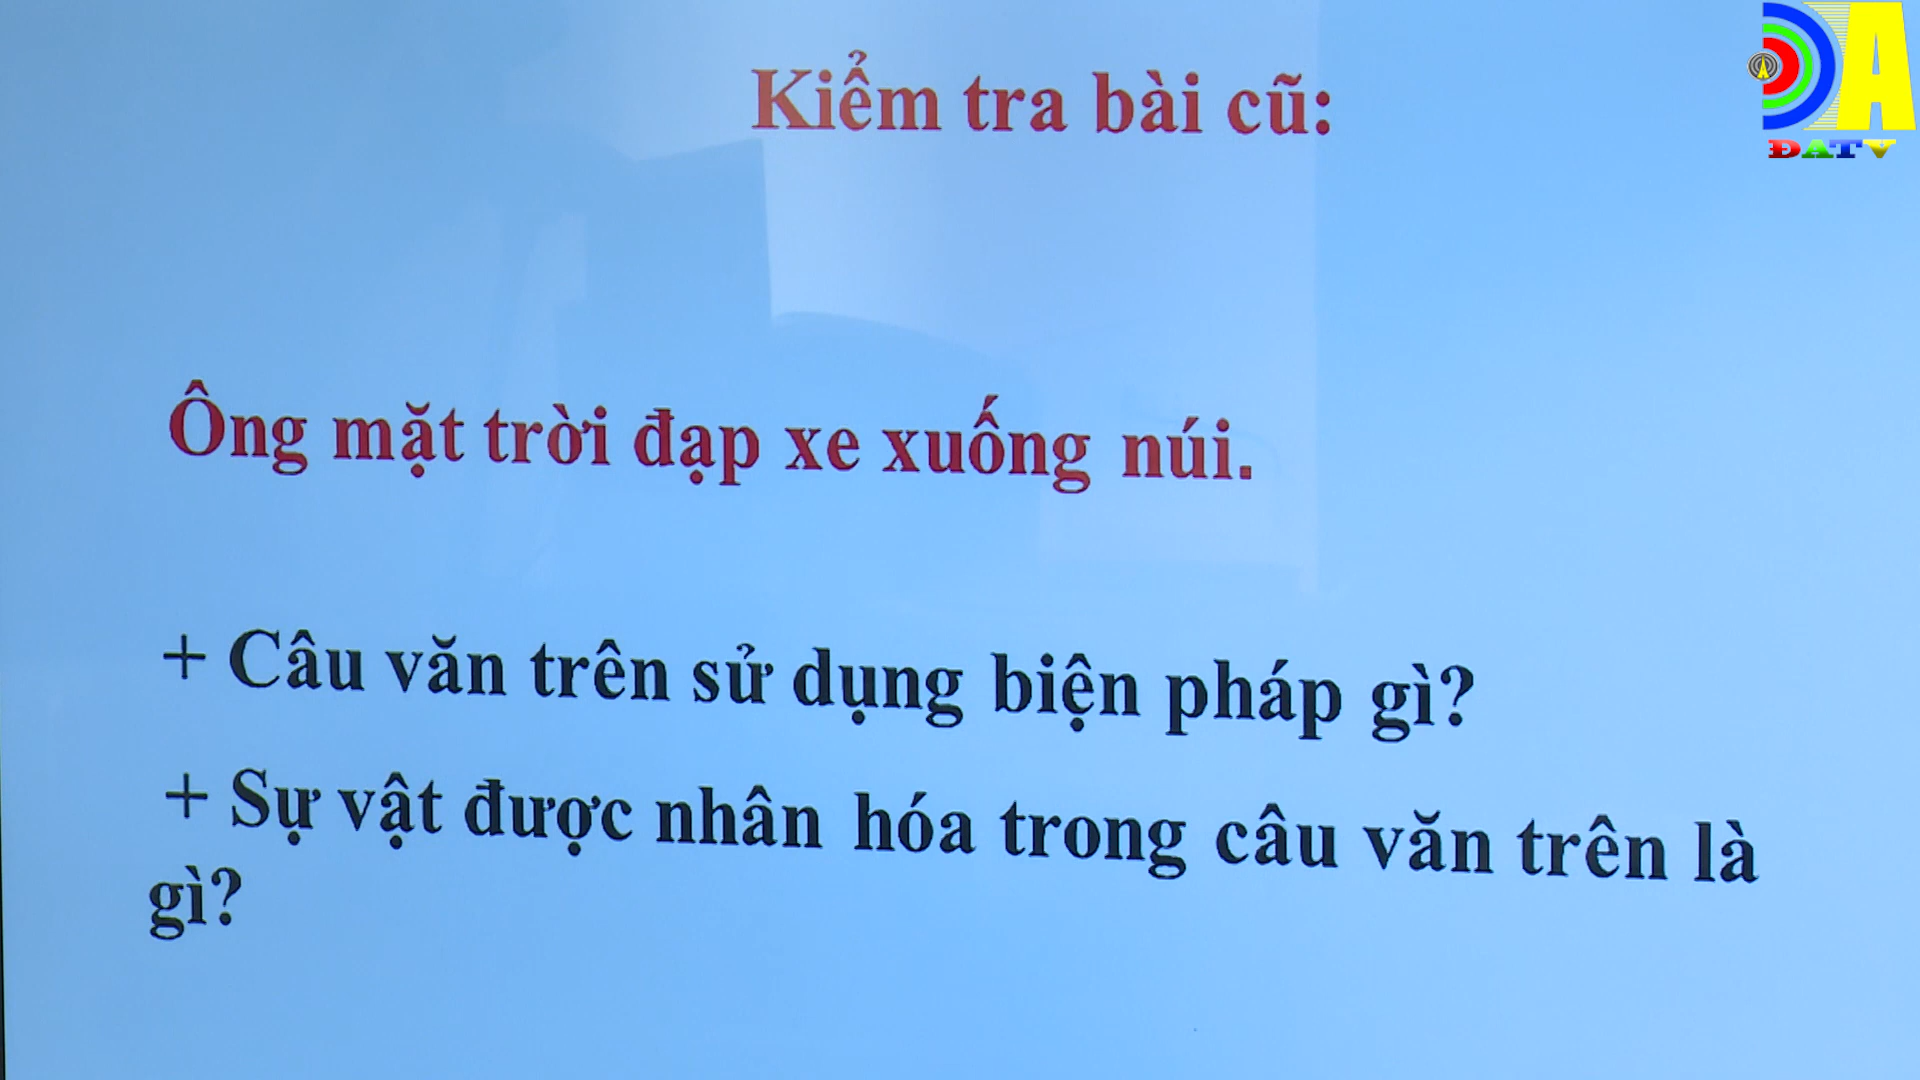 Kiểm tra bài cũ:
A
ĐATV
Ông mặt trời đạp xe xuống núi.
+ Câu văn trên sử dụng biện pháp gì?
+ Sự vật được nhân hóa trong câu văn trên là
gì?